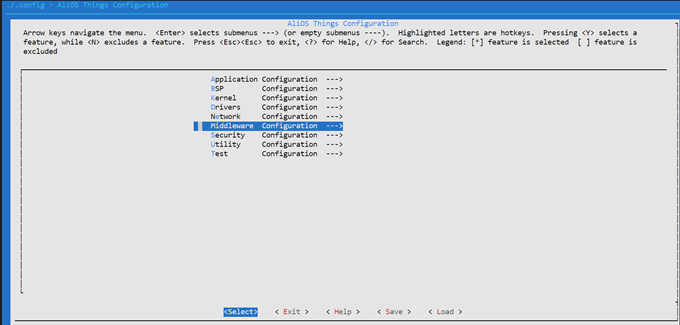 ./.config - AliOS Things Configuration
AliOS Things Configuration
Arrow keys navigate the menu.  <Enter> selects submenus ---> (or empty submenus ----).  Highlighted letters are hotkeys.  Pressing <Y> selects a
feature, while <N> excludes a feature.  Press <Esc><Esc> to exit, <?> for Help, </> for Search.  Legend: [*] feature is selected  [ ] feature is
excluded
Application  Configuration  --->
BSP  Configuration  --->
Kernel  Configuration  --->
Drivers  Configuration  --->
Network  Configuration  --->
Middleware  Configuration  --->
Security  Configuration  --->
Utility  Configuration  --->
Test  Configuration  --->
<Select>  < Exit >  < Help >  < Save >  < Load >